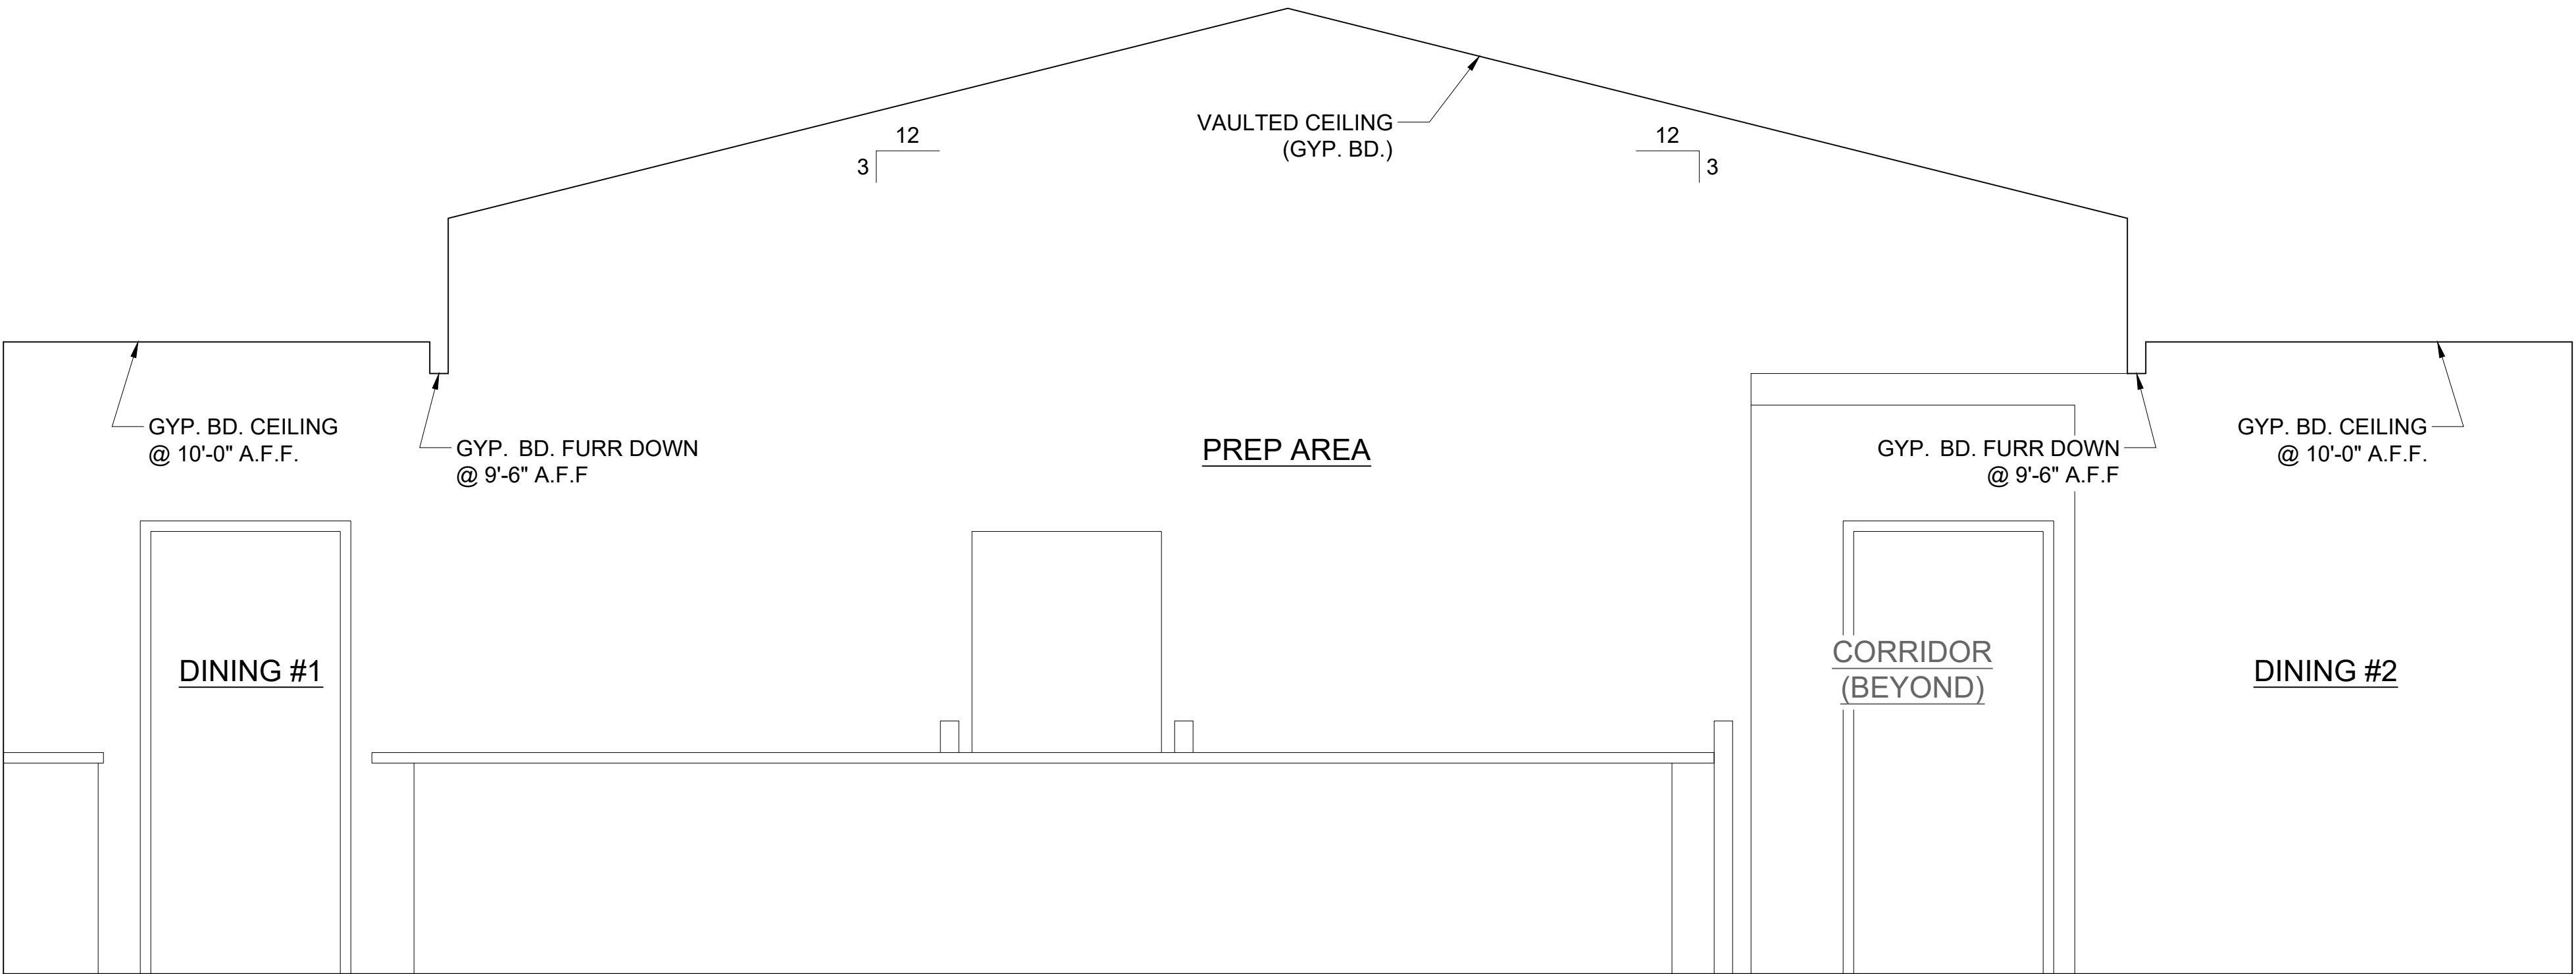 VAULTED CEILING
(GYP. BD.)
12
3
12
3
GYP. BD. CEILING
@ 10'-0" A.F.F.
GYP. BD. FURR DOWN
@ 9'-6" A.F.F
PREP AREA
GYP. BD. FURR DOWN
@ 9'-6" A.F.F
GYP. BD. CEILING
@ 10'-0" A.F.F.
DINING #1
CORRIDOR
(BEYOND)
DINING #2